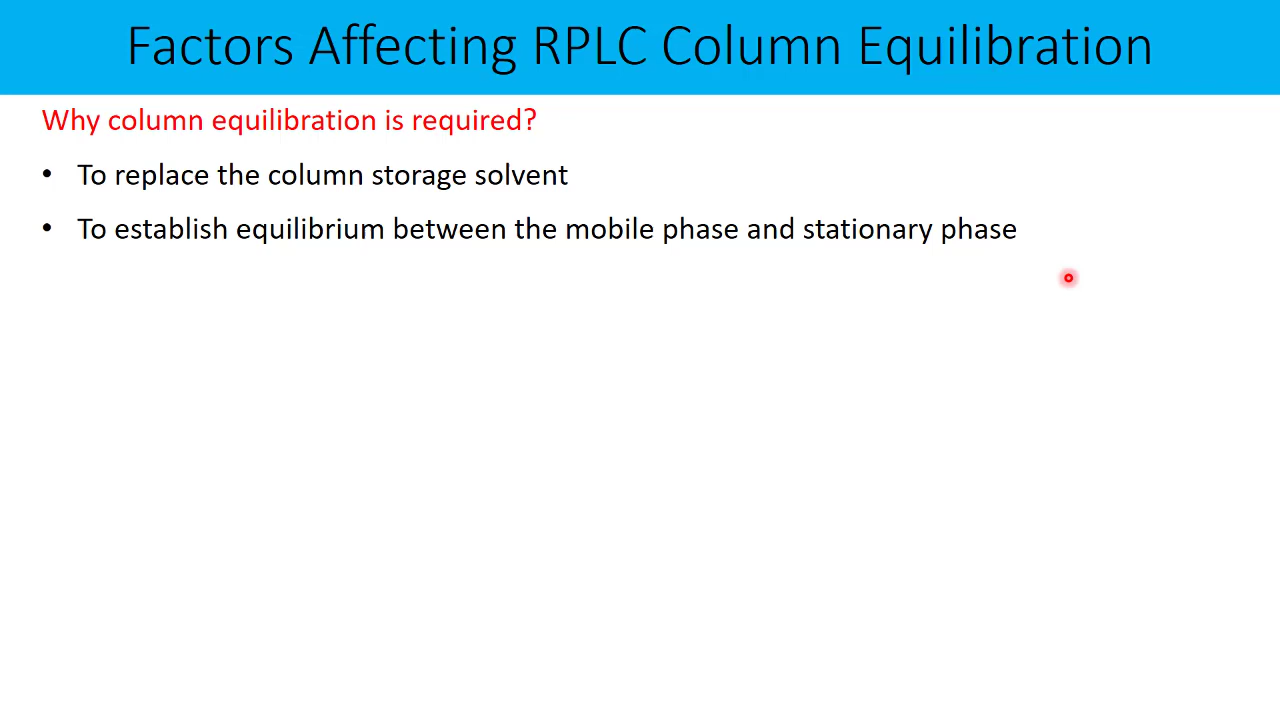 Factors Affecting RPLC Column Equilibration
Why column equilibration is required?
• To replace the column storage solvent
• To establish equilibrium between the mobile phase and stationary phase